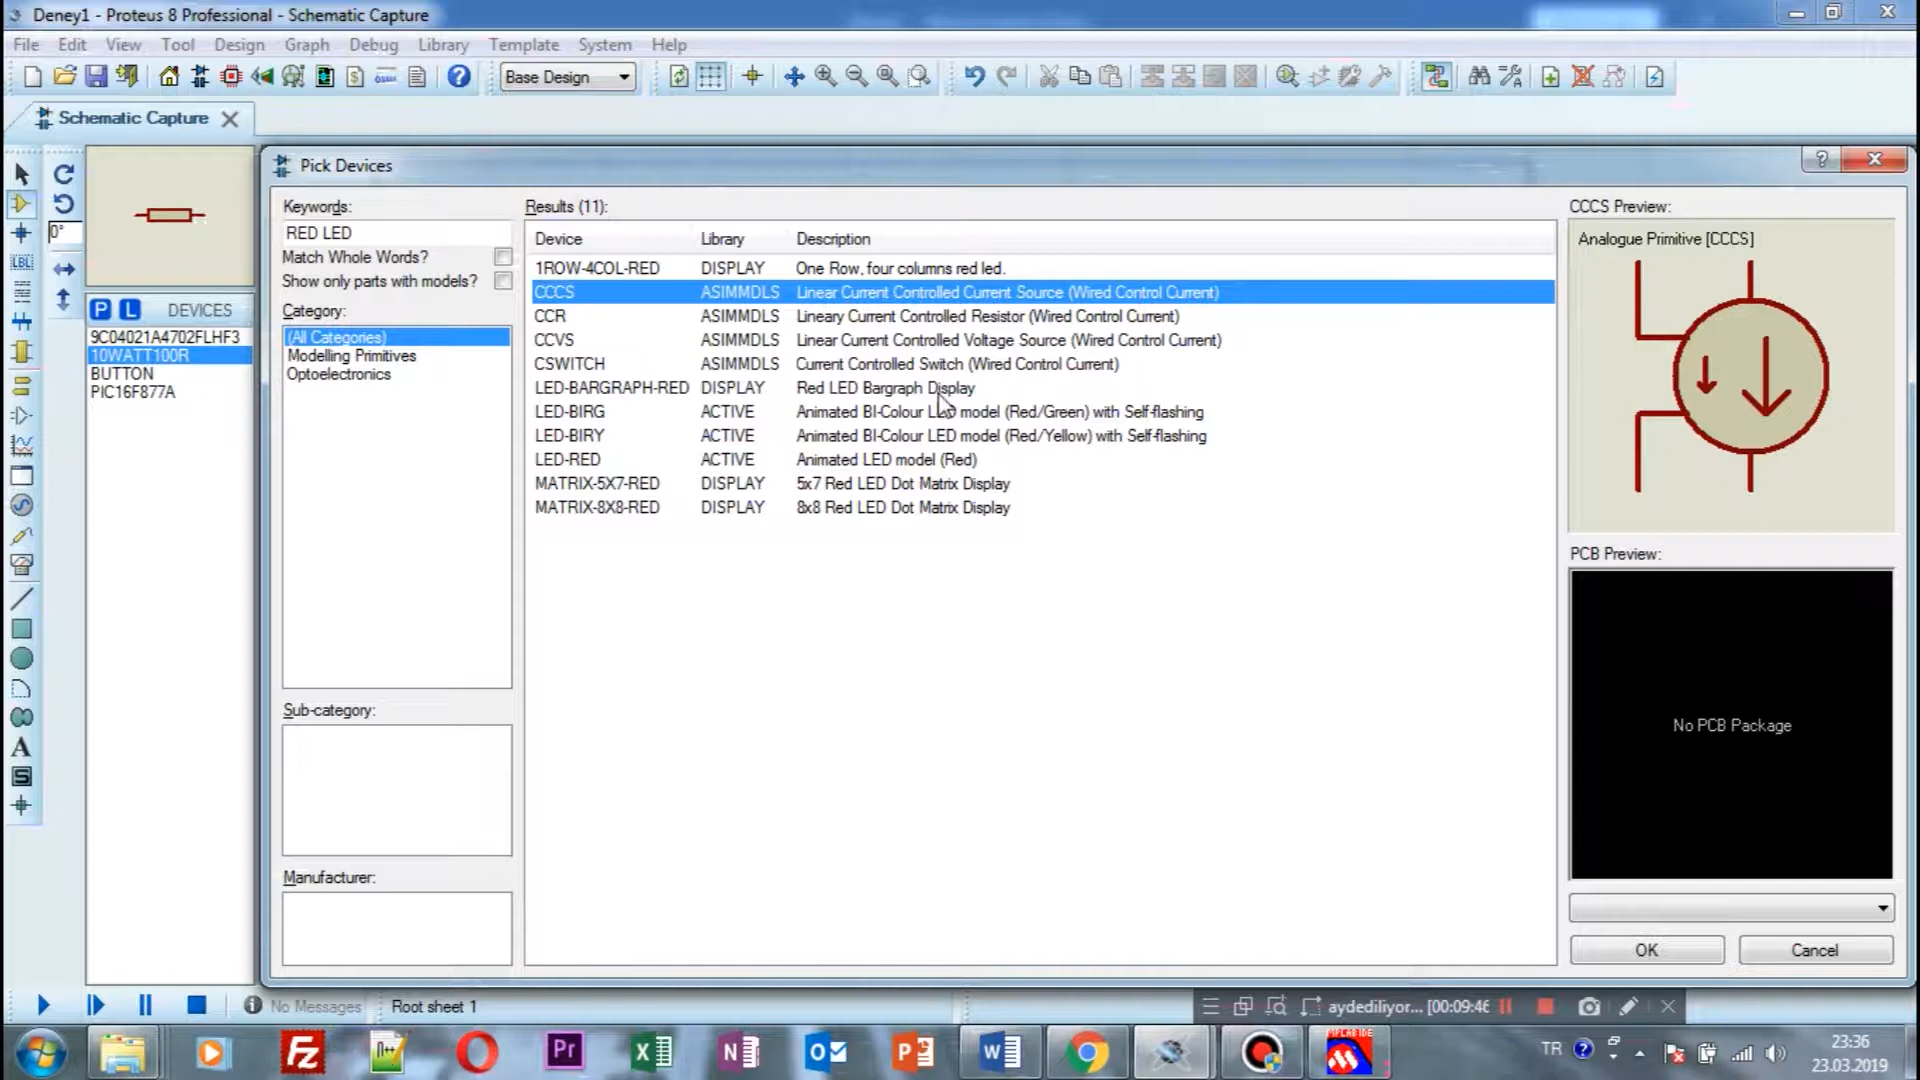 Deney1 - Proteus 8 Professional - Schematic Capture
File Edit View Tool Design Graph Debug Library Template System Help
Base Design
Schematic Capture
Pick Devices
Keywords:
RED LED
Match Whole Words?
Show only parts with models?
Category:
(All Categories)
Modelling Primitives
Optoelectronics
Sub-category:
Manufacturer:
0°
LBL
P L DEVICES
9C04021A4702FLHF3
10WATT100R
BUTTON
PIC16F877A
A
S
Results (11):
Device Library Description
1ROW-4COL-RED DISPLAY One Row, four columns red led.
CCCS ASIMMDLS Linear Current Controlled Current Source (Wired Control Current)
CCR ASIMMDLS Lineary Current Controlled Resistor (Wired Control Current)
CCVS ASIMMDLS Linear Current Controlled Voltage Source (Wired Control Current)
CSWITCH ASIMMDLS Current Controlled Switch (Wired Control Current)
LED-BARGRAPH-RED DISPLAY Red LED Bargraph Display
LED-BIRG ACTIVE Animated BI-Colour LED model (Red/Green) with Self-flashing
LED-BIRY ACTIVE Animated BI-Colour LED model (Red/Yellow) with Self-flashing
LED-RED ACTIVE Animated LED model (Red)
MATRIX-5X7-RED DISPLAY 5x7 Red LED Dot Matrix Display
MATRIX-8X8-RED DISPLAY 8x8 Red LED Dot Matrix Display
CCCS Preview:
Analogue Primitive [CCCS]
PCB Preview:
No PCB Package
OK Cancel
No Messages Root sheet 1
aydediliyor... [00:09:46
Fz
n++
Pr
X
N
O
P
W
TR
23:36
23.03.2019